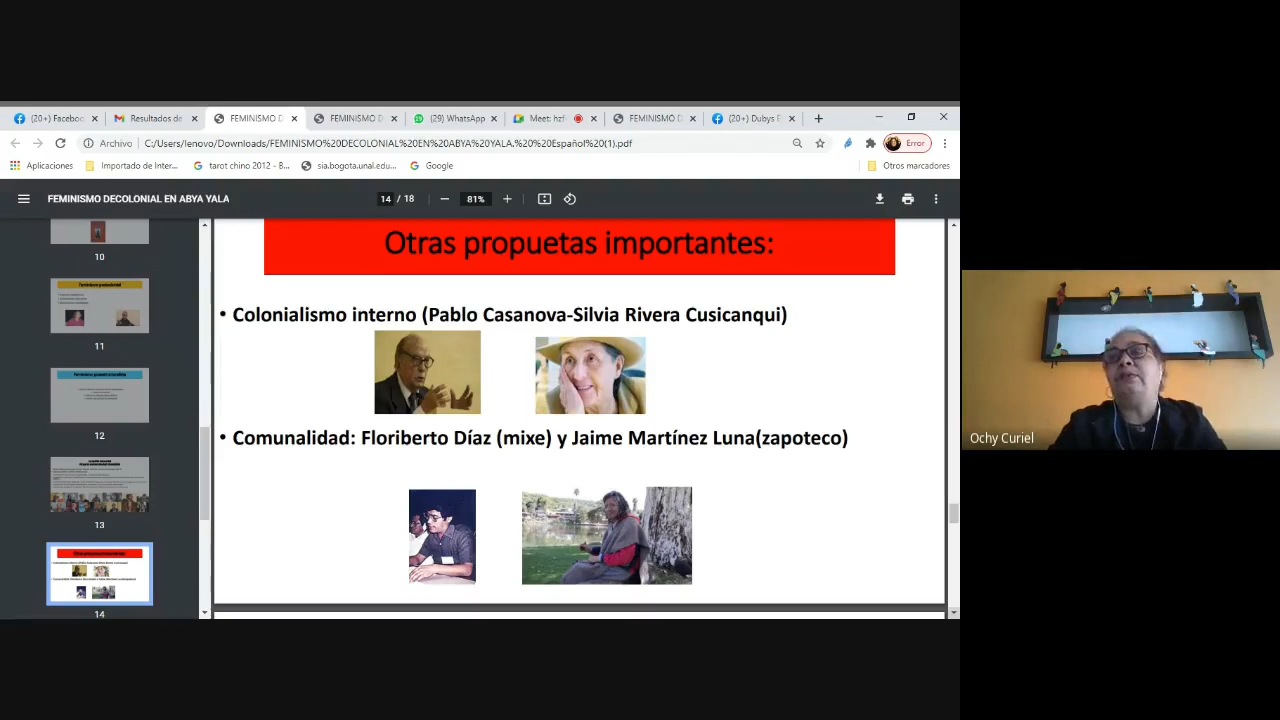 (20+) Faceboo
Resultados de
FEMINISMO D
FEMINISMO D
(29) WhatsApp
Meet: hzf
FEMINISMO D
(20+) Dubys E
Archivo
C:/Users/lenovo/Downloads/FEMINISMO%20DECOLONIAL%20EN%20ABYA%20YALA.%20%20Español%20(1).pdf
Error
Aplicaciones
Importado de Inter...
tarot chino 2012 - B...
sia.bogota.unal.edu...
Google
Otros marcadores
FEMINISMO DECOLONIAL EN ABYA YALA
14 / 18
81%
10
11
12
13
14
Otras propuetas importantes:
• Colonialismo interno (Pablo Casanova-Silvia Rivera Cusicanqui)
• Comunalidad: Floriberto Díaz (mixe) y Jaime Martínez Luna(zapoteco)
Ochy Curiel